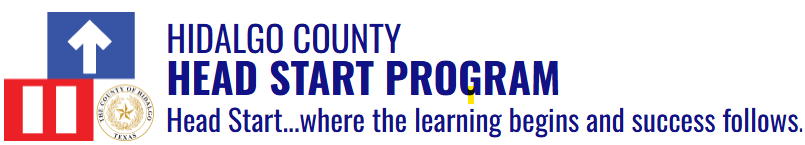 HIDALGO COUNTY
HEAD START PROGRAM
Head Start...where the learning begins and success follows.
THE COUNTY OF HIDALGO
TEXAS